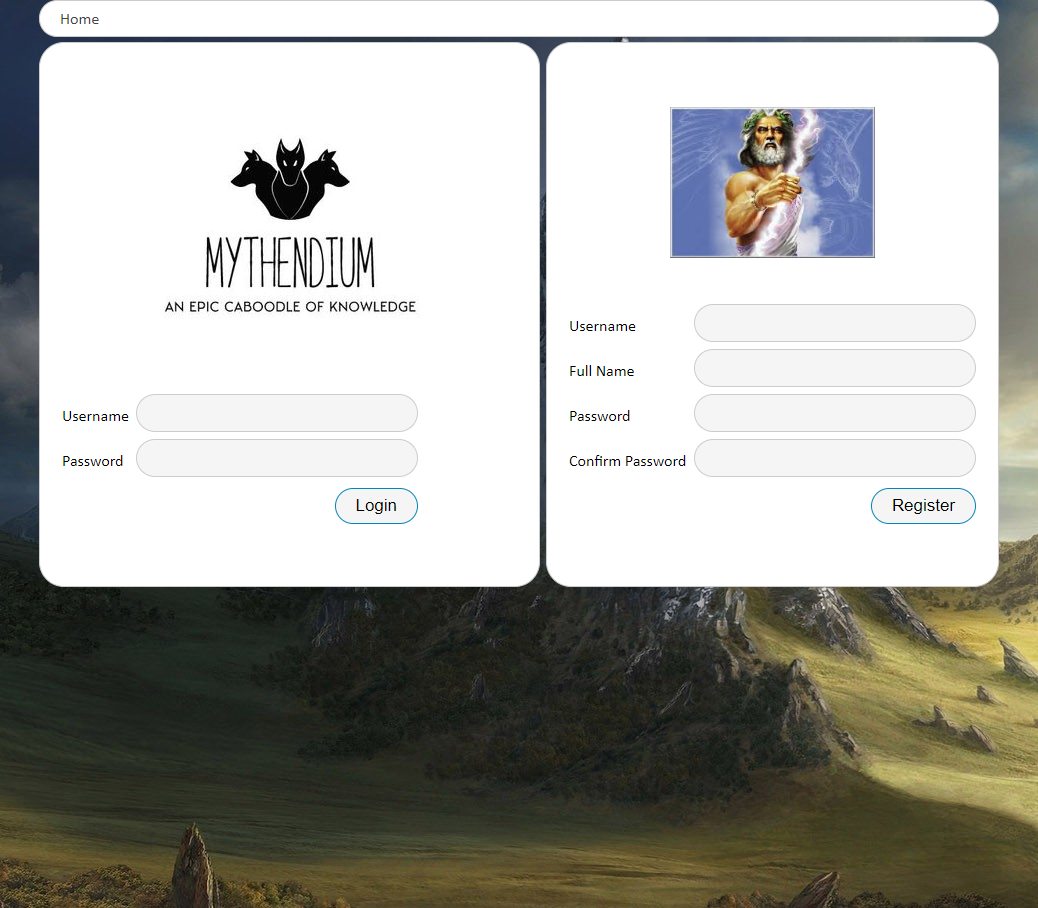 Home
MYTHENDIUM
AN EPIC CABOODLE OF KNOWLEDGE
Username
Password
Login
Username
Full Name
Password
Confirm Password
Register